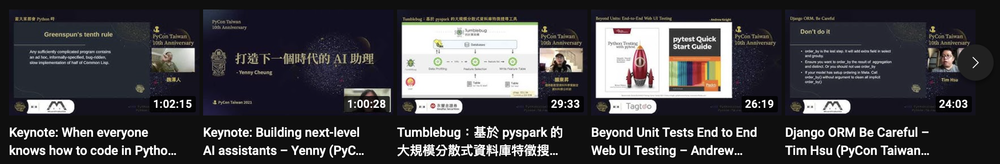 當大家都會 Python 時
Greenspun's tenth rule
Any sufficiently complicated program contains
an ad hoc, informally-specified, bug-ridden,
slow implementation of half of Common Lisp.
PyCon Taiwan
10th Anniversary
魏澤人
1:02:15
Keynote: When everyone
knows how to code in Pytho...
PyCon Taiwan
10th Anniversary
打造下一個時代的 AI 助理
- Yenny Cheung
PyCon Taiwan 2021
1:00:28
Keynote: Building next-level
AI assistants – Yenny (PyC...
Tumblebug：基於 pyspark 的大規模分散式資料庫特徵搜尋工具
Tumblebug
Databases
Tumblebug
Data Profiling
Feature Selection
Write Feature Table
Table
Table
PyCon Taiwan
10th Anniversary
賴東昇
永豐金證券
SinoPac Securities
29:33
Tumblebug：基於 pyspark 的
大規模分散式資料庫特徵搜...
Beyond Units: End-to-End Web UI Testing
- Andrew Knight
Python Testing
with pytest
pytest Quick
Start Guide
Packt
PyCon Taiwan
10th Anniversary
Tagtoo
26:19
Beyond Unit Tests End to End
Web UI Testing – Andrew...
Django ORM, Be Careful
Don't do it
• order_by is the last step. It will add extra field in select
and grouby.
• Ensure you want to order_by the result of aggregation
and distinct. Or you should not use order_by
• If your model has setup ordering in Meta. Call
order_by() without argument to clean all implicit
order_by()
PyCon Taiwan
10th Anniversary
Tim Hsu
24:03
Django ORM Be Careful –
Tim Hsu (PyCon Taiwan...